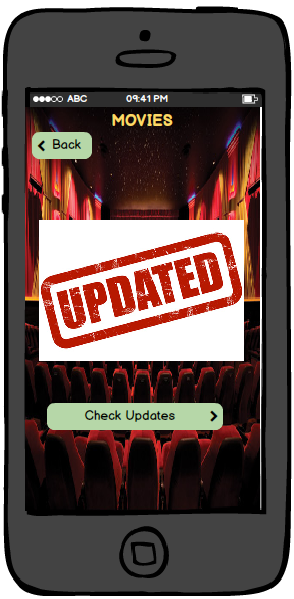 ABC 09:41 PM
MOVIES
Back
UPDATED
Check Updates